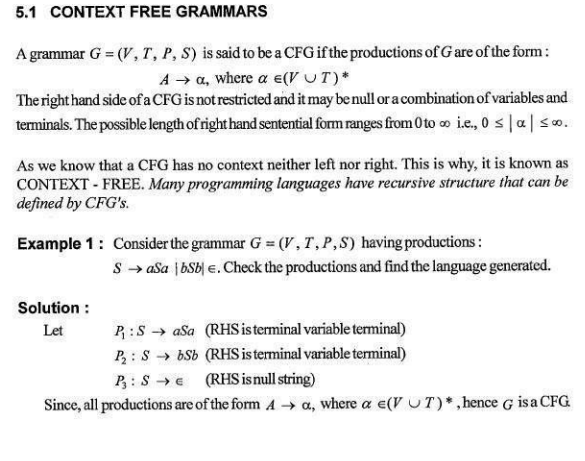 5.1 CONTEXT FREE GRAMMARS
A grammar G = (V, T, P, S) is said to be a CFG if the productions of G are of the form :
A → α, where α ∈(V ∪ T)*
The right hand side of a CFG is not restricted and it may be null or a combination of variables and
terminals. The possible length of right hand sentential form ranges from 0 to ∞ i.e., 0 ≤ | α | ≤ ∞.
As we know that a CFG has no context neither left nor right. This is why, it is known as
CONTEXT - FREE. Many programming languages have recursive structure that can be
defined by CFG's.
Example 1 : Consider the grammar G = (V, T, P, S) having productions :
S → aSa | bSb| ∈. Check the productions and find the language generated.
Solution :
Let P₁ : S → aSa (RHS is terminal variable terminal)
P₂ : S → bSb (RHS is terminal variable terminal)
P₃ : S → ∈ (RHS is null string)
Since, all productions are of the form A → α, where α ∈(V ∪ T)*, hence G is a CFG